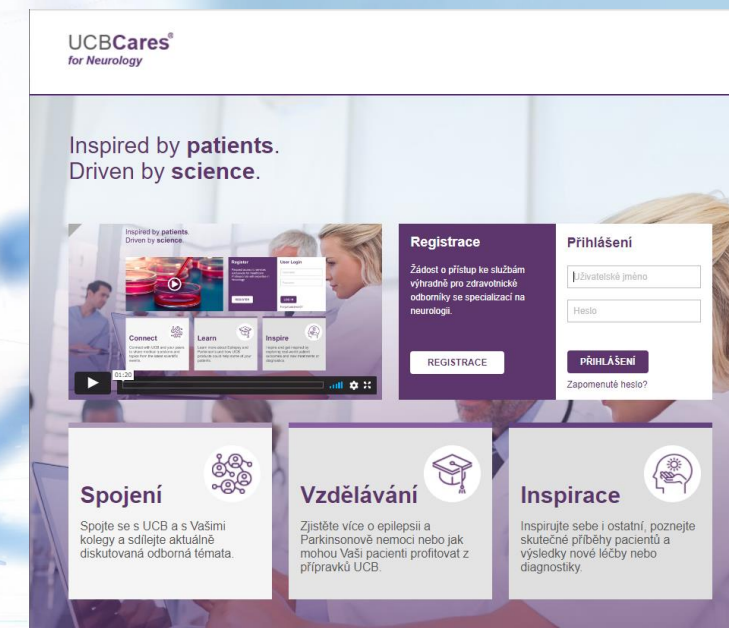 UCBCares®
for Neurology
Inspired by patients.
Driven by science.
Inspired by patients.
Driven by science.
Register
User Login
Connect
Learn
Inspire
01:20
Registrace
Žádost o přístup ke službám
výhradně pro zdravotnické
odborníky se specializací na
neurologii.
REGISTRACE
Přihlášení
Uživatelské jméno
Heslo
PŘIHLÁŠENÍ
Zapomenuté heslo?
Spojení
Spojte se s UCB a s Vašimi
kolegy a sdílejte aktuálně
diskutovaná odborná témata.
Vzdělávání
Zjistěte více o epilepsii a
Parkinsonově nemoci nebo jak
mohou Vaši pacienti profitovat z
přípravků UCB.
Inspirace
Inspirujte sebe i ostatní, poznejte
skutečné příběhy pacientů a
výsledky nové léčby nebo
diagnostiky.